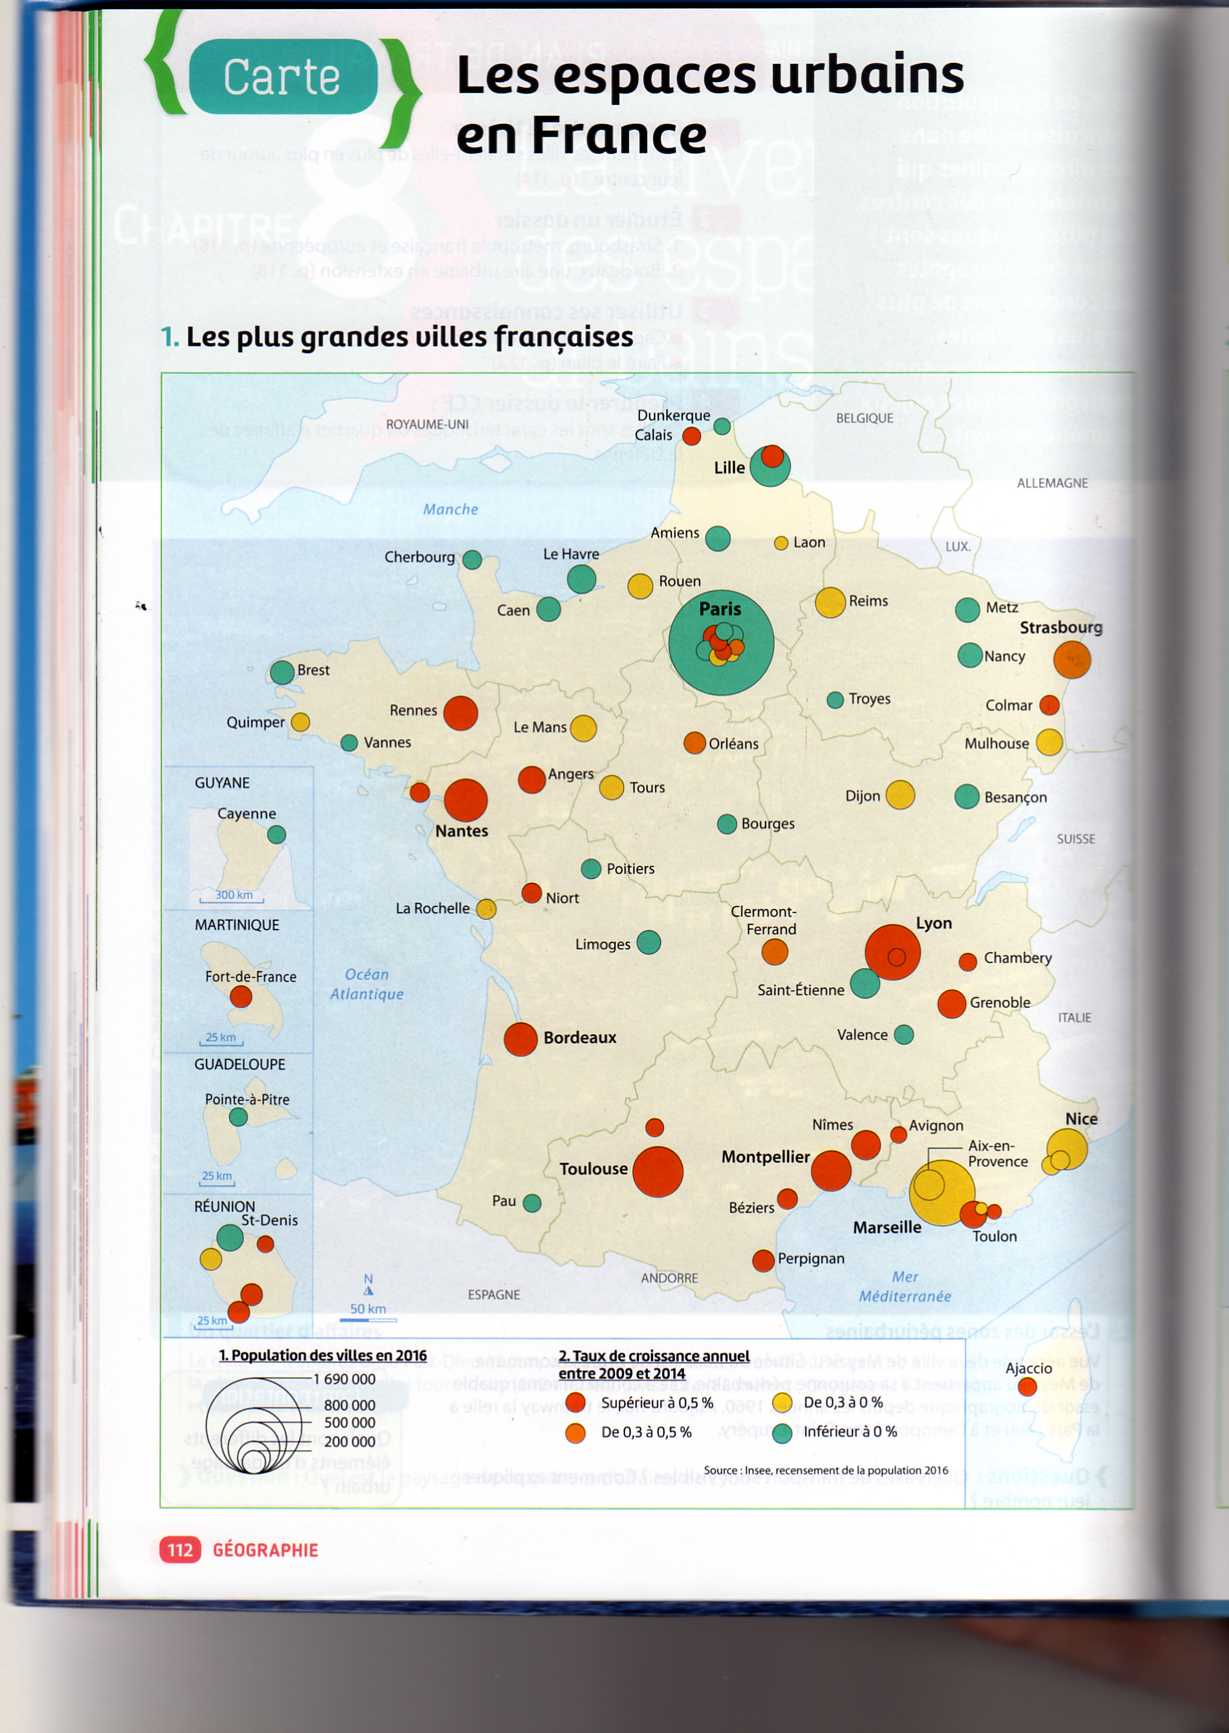 Carte
Les espaces urbains
en France
CHAPITRE
8
1. Les plus grandes villes françaises
ROYAUME-UNI
BELGIQUE
ALLEMAGNE
LUX.
SUISSE
ITALIE
ESPAGNE
ANDORRE
Manche
Océan
Atlantique
Mer
Méditerranée
Dunkerque
Calais
Lille
Amiens
Laon
Cherbourg
Le Havre
Rouen
Caen
Paris
Reims
Metz
Strasbourg
Nancy
Brest
Quimper
Vannes
Rennes
Le Mans
Orléans
Troyes
Colmar
Mulhouse
Angers
Tours
Dijon
Besançon
Nantes
Bourges
Poitiers
Niort
La Rochelle
Limoges
Clermont-
Ferrand
Lyon
Chambery
Saint-Étienne
Grenoble
Valence
Bordeaux
Toulouse
Pau
Montpellier
Nîmes
Avignon
Aix-en-
Provence
Nice
Béziers
Marseille
Toulon
Perpignan
GUYANE
Cayenne
300 km
MARTINIQUE
Fort-de-France
25 km
GUADELOUPE
Pointe-à-Pitre
25 km
RÉUNION
St-Denis
25 km
N
50 km
Ajaccio
1. Population des villes en 2016
1 690 000
800 000
500 000
200 000
2. Taux de croissance annuel
entre 2009 et 2014
Supérieur à 0,5 %
De 0,3 à 0,5 %
De 0,3 à 0 %
Inférieur à 0 %
Source : Insee, recensement de la population 2016
112 GÉOGRAPHIE